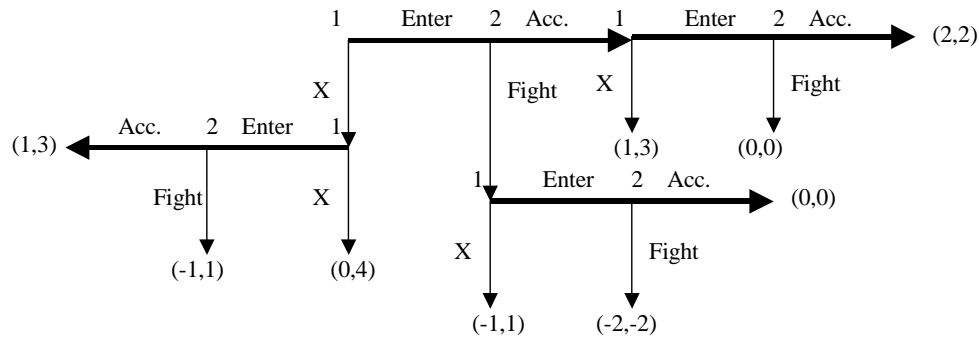 1 Enter 2 Acc. 1 Enter 2 Acc. (2,2)
X Fight X Fight
(1,3) Acc. 2 Enter 1 (1,3) (0,0)
Fight X 1 Enter 2 Acc. (0,0)
X Fight
(-1,1) (0,4)
(-1,1) (-2,-2)